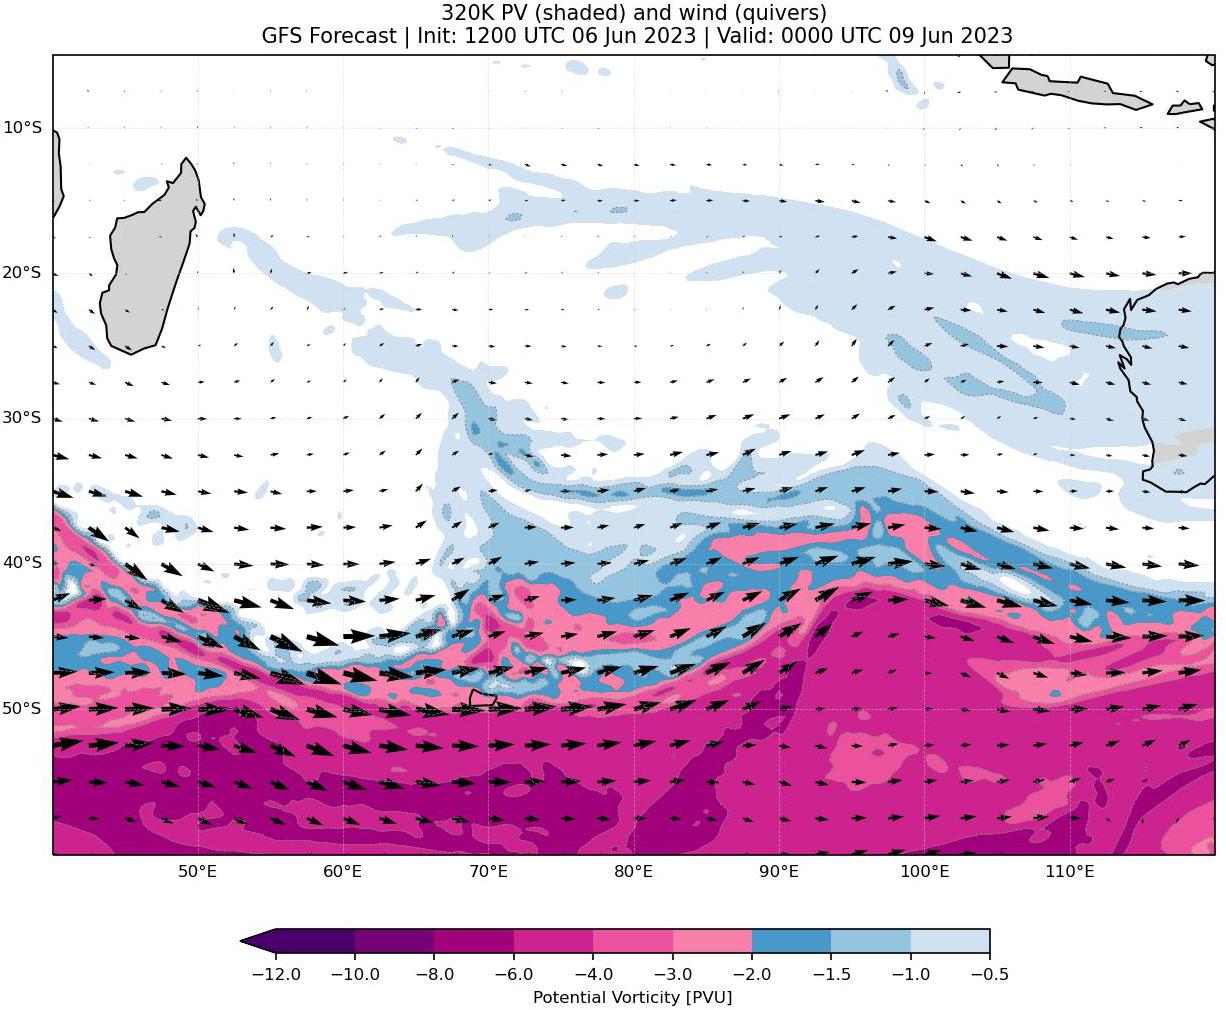 320K PV (shaded) and wind (quivers)
GFS Forecast | Init: 1200 UTC 06 Jun 2023 | Valid: 0000 UTC 09 Jun 2023
10°S
20°S
30°S
40°S
50°S
50°E 60°E 70°E 80°E 90°E 100°E 110°E
−12.0 −10.0 −8.0 −6.0 −4.0 −3.0 −2.0 −1.5 −1.0 −0.5
Potential Vorticity [PVU]